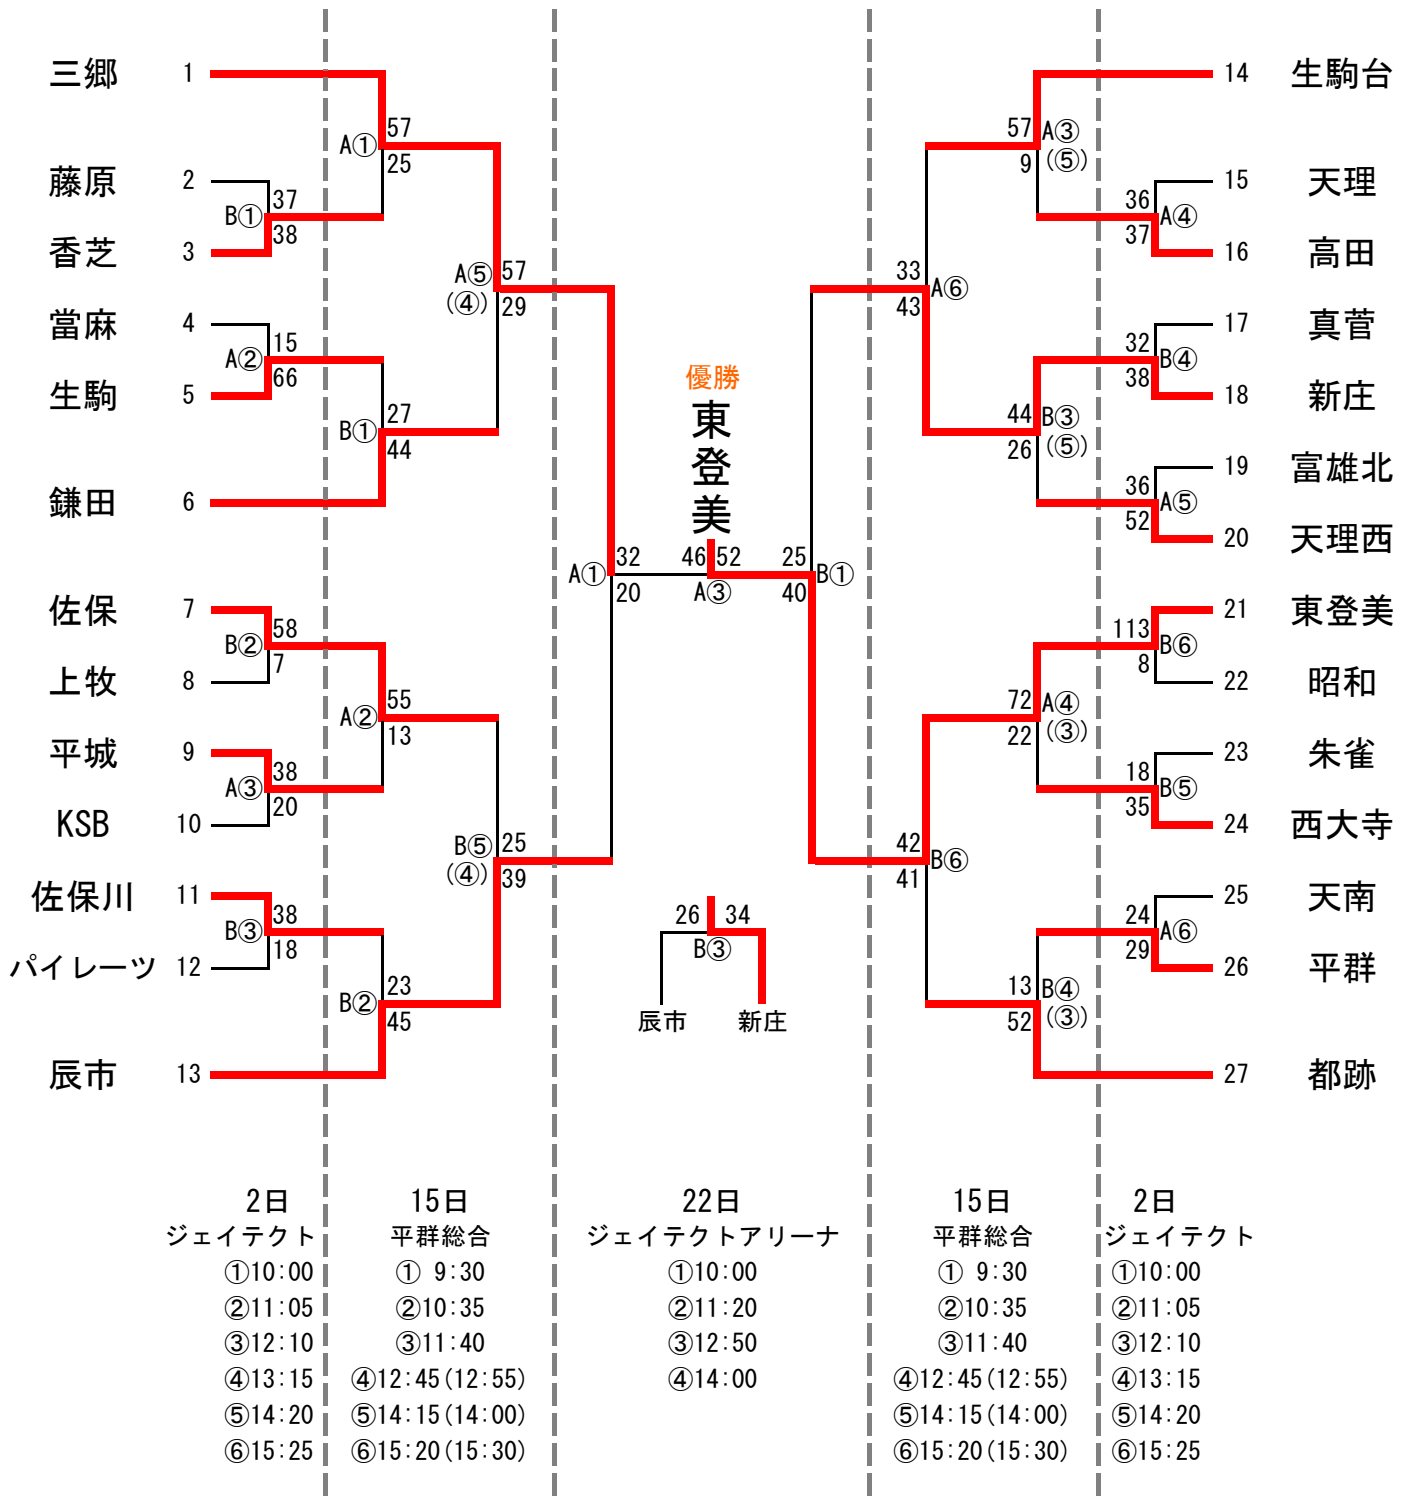 三郷 1
藤原 2
香芝 3
當麻 4
生駒 5
鎌田 6
佐保 7
上牧 8
平城 9
KSB 10
佐保川 11
パイレーツ 12
辰市 13
B①
37
38
A②
15
66
B②
58
7
A③
38
20
B③
38
18
A①
57
25
B①
27
44
A②
55
13
B②
23
45
A⑤
(④)
57
29
B⑤
(④)
25
39
A①
32
20
優勝
東登美
46 52
A③
26 34
B③
辰市 新庄
25
40
B①
33
43
A⑥
42
41
B⑥
57
9
A③
(⑤)
44
26
B③
(⑤)
72
22
A④
(③)
13
52
B④
(③)
36
37
A④
32
38
B④
36
52
A⑤
113
8
B⑥
18
35
B⑤
24
29
A⑥
14 生駒台
15 天理
16 高田
17 真菅
18 新庄
19 富雄北
20 天理西
21 東登美
22 昭和
23 朱雀
24 西大寺
25 天南
26 平群
27 都跡
2日
ジェイテクト
①10:00
②11:05
③12:10
④13:15
⑤14:20
⑥15:25
15日
平群総合
① 9:30
②10:35
③11:40
④12:45(12:55)
⑤14:15(14:00)
⑥15:20(15:30)
22日
ジェイテクトアリーナ
①10:00
②11:20
③12:50
④14:00
15日
平群総合
① 9:30
②10:35
③11:40
④12:45(12:55)
⑤14:15(14:00)
⑥15:20(15:30)
2日
ジェイテクト
①10:00
②11:05
③12:10
④13:15
⑤14:20
⑥15:25